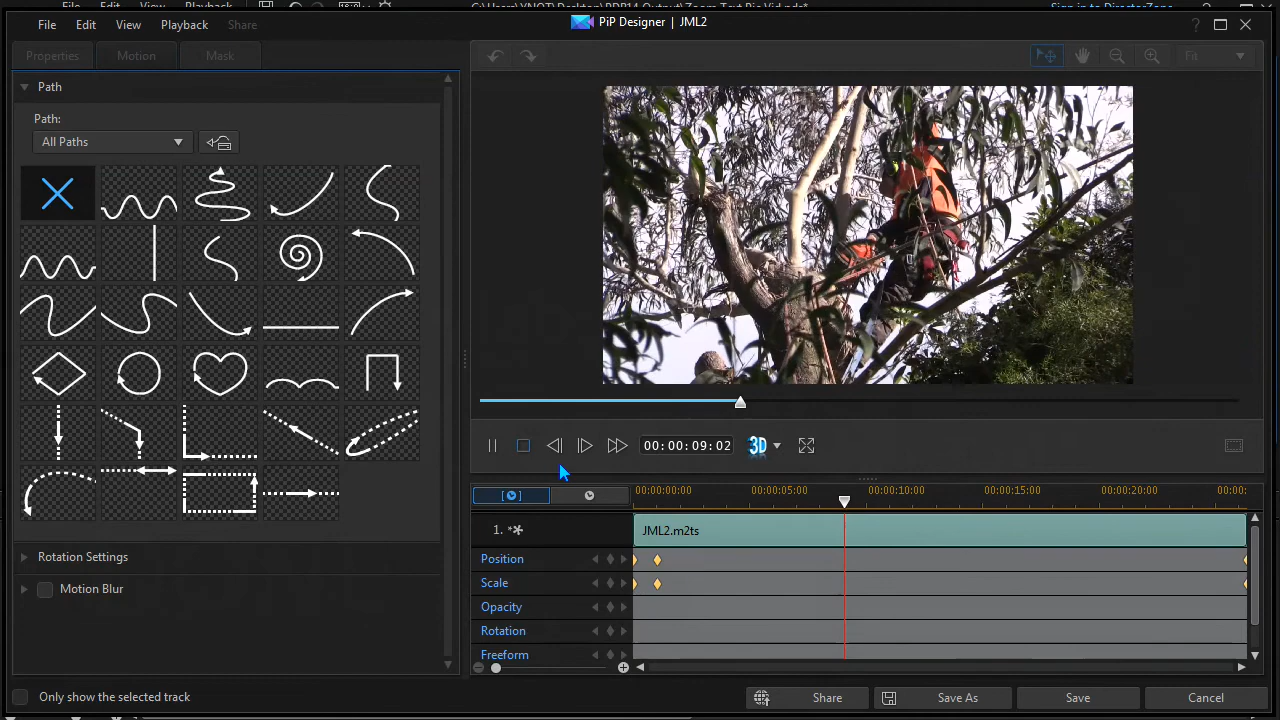 File Edit View Playback Share
PiP Designer | JML2
?
Properties Motion Mask
Fit
Path
Path:
All Paths
Rotation Settings
Motion Blur
00:00:09:02
3D
00:00:00:00 00:00:05:00 00:00:10:00 00:00:15:00 00:00:20:00 00:00:
1. JML2.m2ts
Position
Scale
Opacity
Rotation
Freeform
Only show the selected track
Share Save As Save Cancel